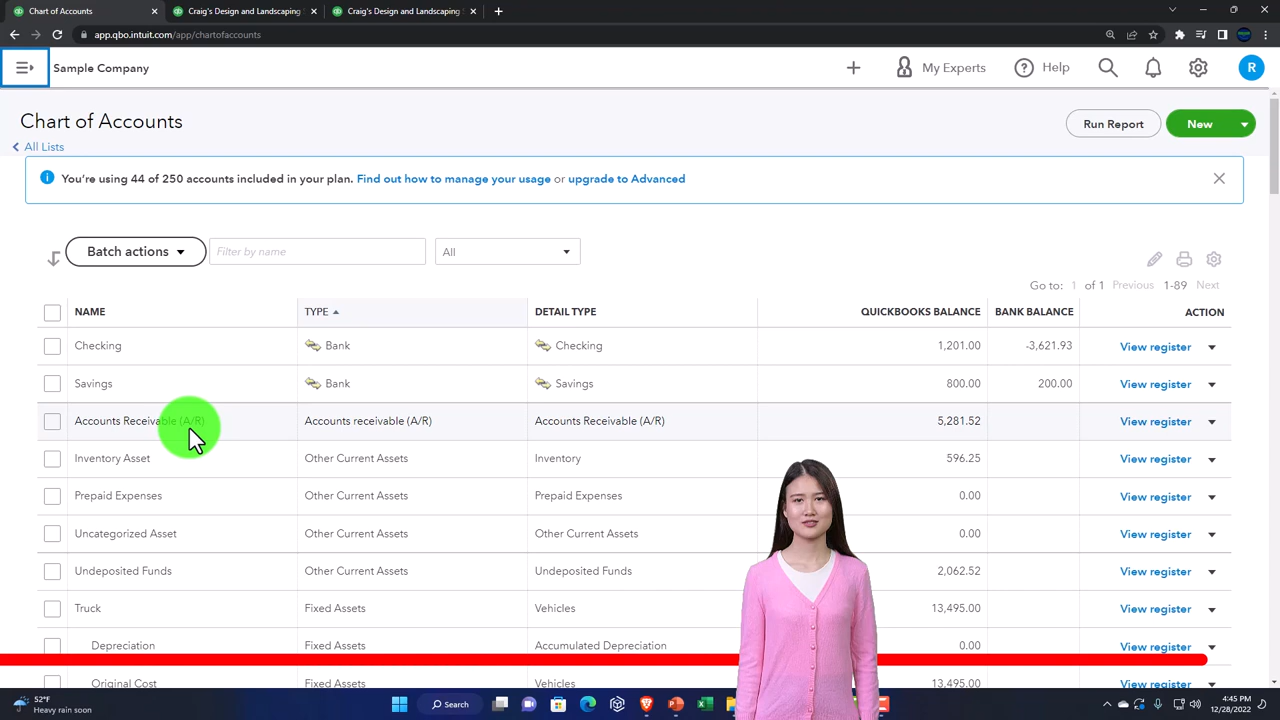 Chart of Accounts
Craig's Design and Landscaping S
Craig's Design and Landscaping S
app.qbo.intuit.com/app/chartofaccounts
Sample Company
My Experts
Help
R
Chart of Accounts
All Lists
Run Report
New
You're using 44 of 250 accounts included in your plan. Find out how to manage your usage or upgrade to Advanced
Batch actions
Filter by name
All
Go to: 1 of 1 Previous 1-89 Next
NAME TYPE DETAIL TYPE QUICKBOOKS BALANCE BANK BALANCE ACTION
Checking Bank Checking 1,201.00 -3,621.93 View register
Savings Bank Savings 800.00 200.00 View register
Accounts Receivable (A/R) Accounts receivable (A/R) Accounts Receivable (A/R) 5,281.52 View register
Inventory Asset Other Current Assets Inventory 596.25 View register
Prepaid Expenses Other Current Assets Prepaid Expenses 0.00 View register
Uncategorized Asset Other Current Assets Other Current Assets 0.00 View register
Undeposited Funds Other Current Assets Undeposited Funds 2,062.52 View register
Truck Fixed Assets Vehicles 13,495.00 View register
Depreciation Fixed Assets Accumulated Depreciation 0.00 View register
Original Cost Fixed Assets Vehicles 13,495.00 View register
52°F
Heavy rain soon
Search
4:45 PM
12/28/2022